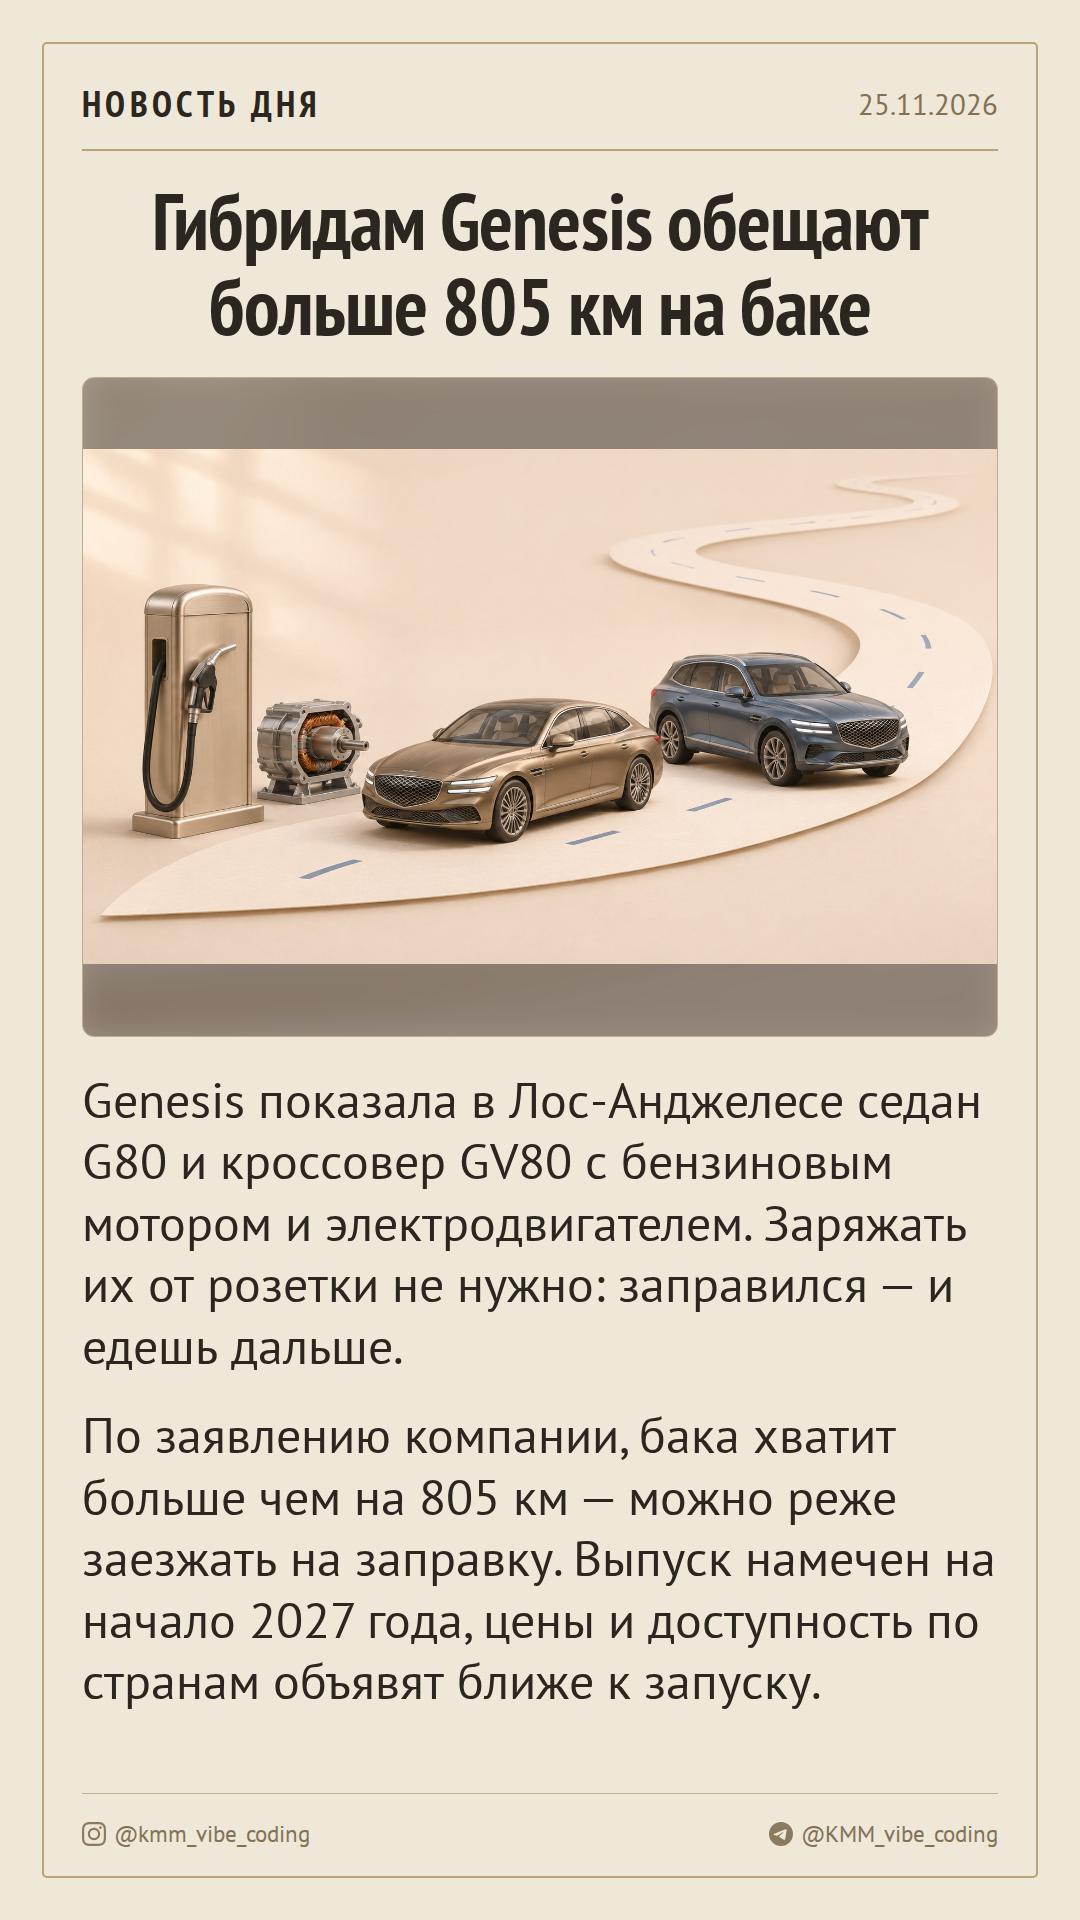 НОВОСТЬ ДНЯ
25.11.2026
Гибридам Genesis обещают
больше 805 км на баке
Genesis показала в Лос-Анджелесе седан
G80 и кроссовер GV80 с бензиновым
мотором и электродвигателем. Заряжать
их от розетки не нужно: заправился — и
едешь дальше.
По заявлению компании, бака хватит
больше чем на 805 км — можно реже
заезжать на заправку. Выпуск намечен на
начало 2027 года, цены и доступность по
странам объявят ближе к запуску.
@kmm_vibe_coding
@KMM_vibe_coding